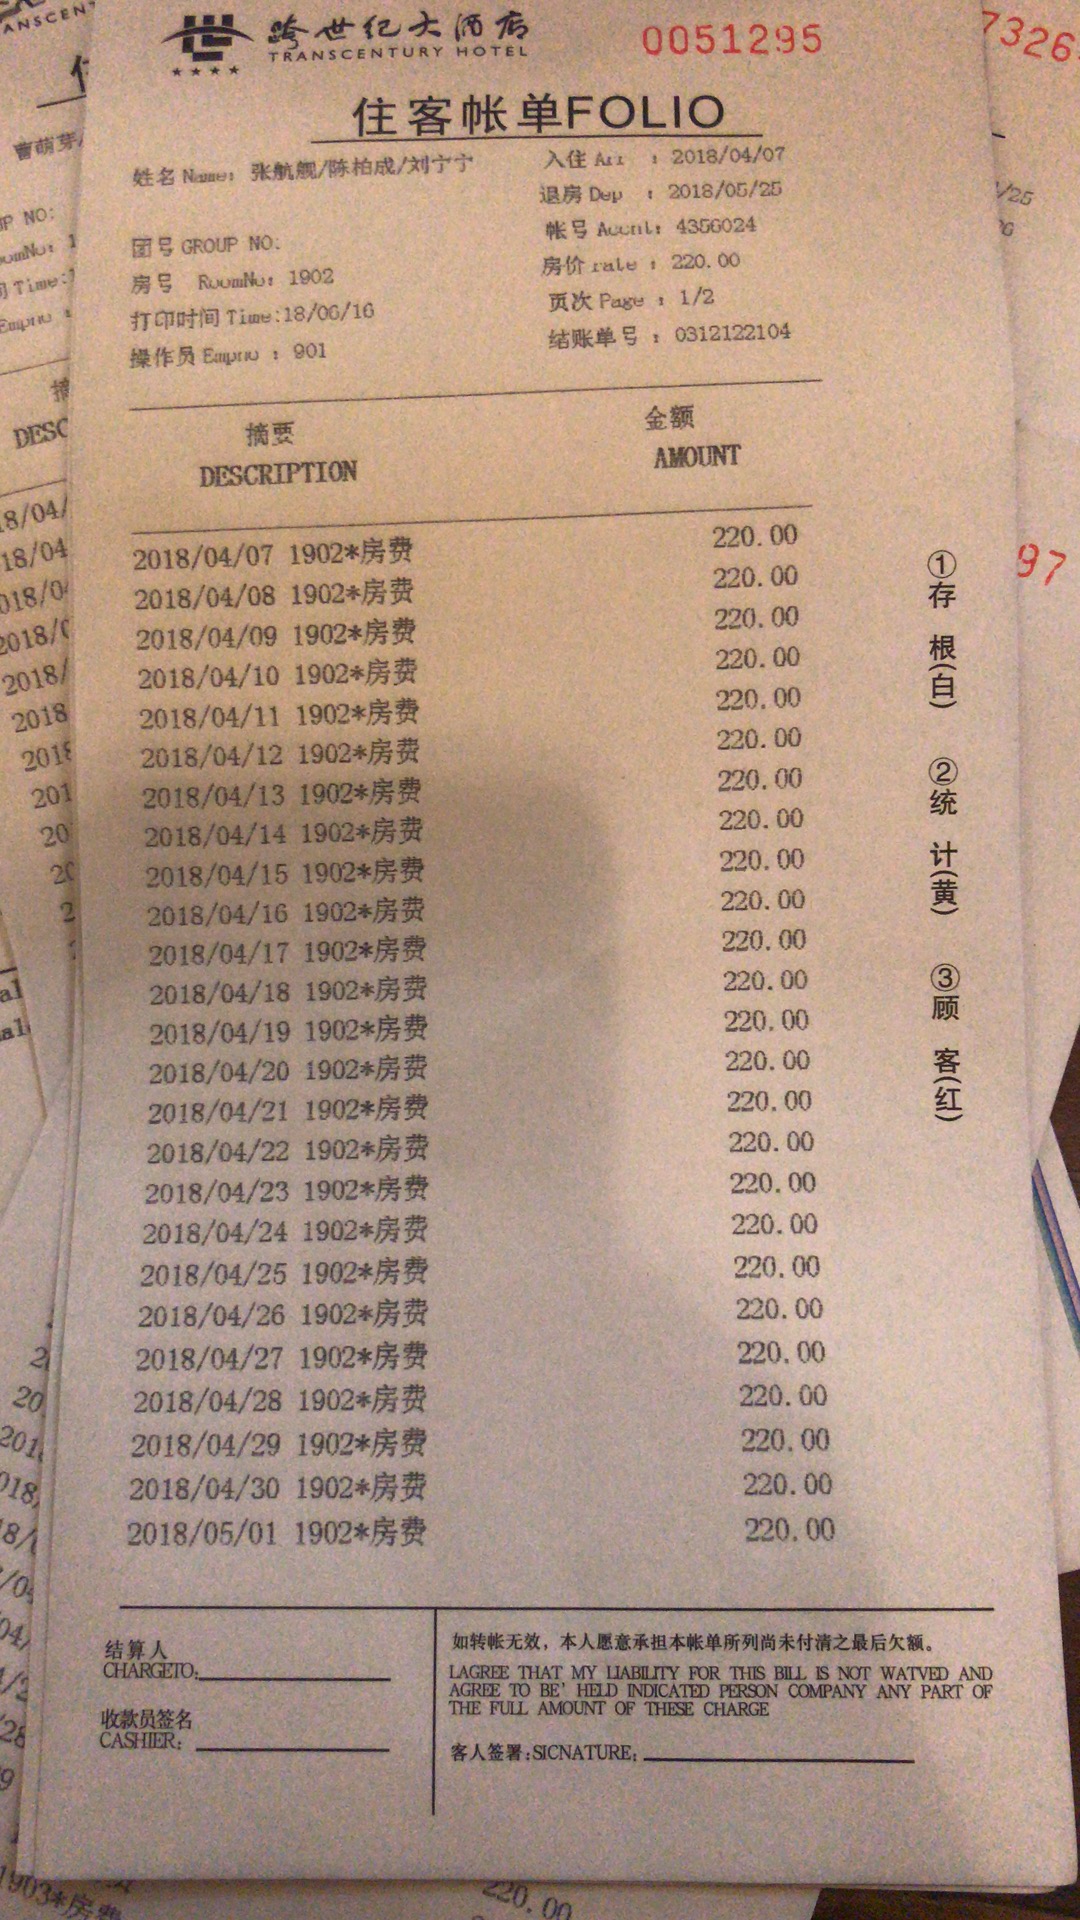 跨世纪大酒店
TRANSCENTURY HOTEL
0051295
住客帐单FOLIO
姓名 Name: 张航舰/陈柏成/刘宁宁
入住 Arr : 2018/04/07
退房 Dep : 2018/05/25
团号 GROUP NO:
帐号 Accnt: 4356024
房号 RoomNo: 1902
房价 rate : 220.00
打印时间 Time:18/06/16
页次 Page : 1/2
操作员 Empno : 901
结账单号 : 0312122104
摘要
金额
DESCRIPTION
AMOUNT
2018/04/07 1902*房费 220.00
2018/04/08 1902*房费 220.00
2018/04/09 1902*房费 220.00
2018/04/10 1902*房费 220.00
2018/04/11 1902*房费 220.00
2018/04/12 1902*房费 220.00
2018/04/13 1902*房费 220.00
2018/04/14 1902*房费 220.00
2018/04/15 1902*房费 220.00
2018/04/16 1902*房费 220.00
2018/04/17 1902*房费 220.00
2018/04/18 1902*房费 220.00
2018/04/19 1902*房费 220.00
2018/04/20 1902*房费 220.00
2018/04/21 1902*房费 220.00
2018/04/22 1902*房费 220.00
2018/04/23 1902*房费 220.00
2018/04/24 1902*房费 220.00
2018/04/25 1902*房费 220.00
2018/04/26 1902*房费 220.00
2018/04/27 1902*房费 220.00
2018/04/28 1902*房费 220.00
2018/04/29 1902*房费 220.00
2018/04/30 1902*房费 220.00
2018/05/01 1902*房费 220.00
①存 根(白) ②统 计(黄) ③顾 客(红)
结算人
CHARGETO:
收款员签名
CASHIER:
如转帐无效，本人愿意承担本帐单所列尚未付清之最后欠额。
I.AGREE THAT MY LIABILITY FOR THIS BILL IS NOT WATVED AND
AGREE TO BE' HELD INDICATED PERSON COMPANY ANY PART OF
THE FULL AMOUNT OF THESE CHARGE
客人签署:SICNATURE:
1903*房费
220.00